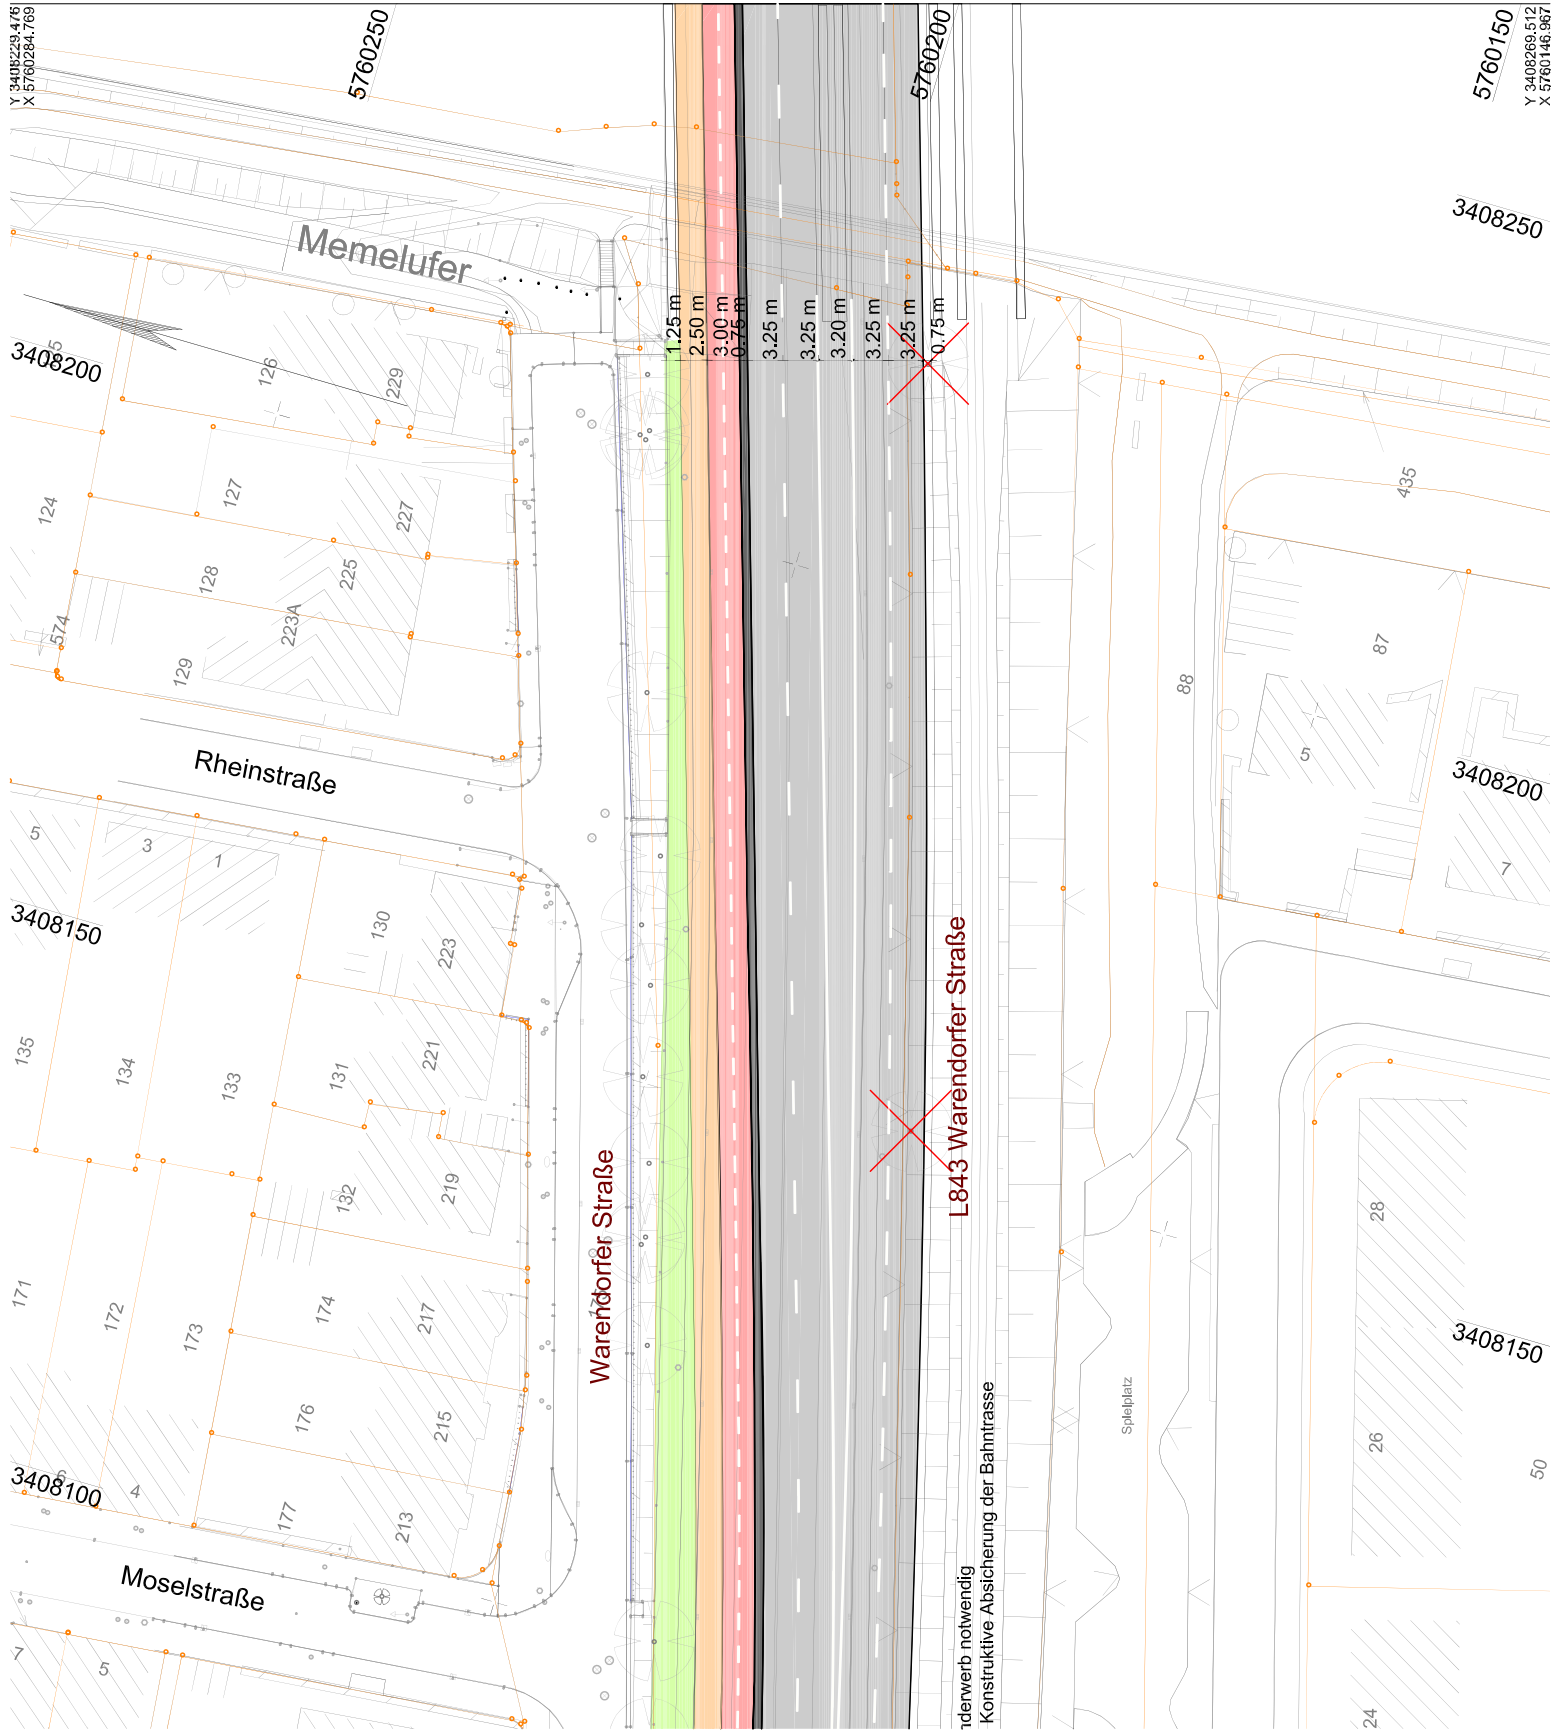 Y 3408229.476
X 5760284.769
5760250
5760200
5760150
Y 3408269.512
X 5760146.967
3408250
Memelufer
1.25 m
2.50 m
3.00 m
0.75 m
3.25 m
3.25 m
3.20 m
3.25 m
3.25 m
0.75 m
3408200
126
229
435
124
127
227
128
225
223A
574
129
87
88
5
3408200
7
Rheinstraße
5
3
1
3408150
130
223
L843 Warendorfer Straße
135
134
133
131
221
132
219
Warendorfer Straße
28
171
172
173
174
217
3408150
176
215
Spielplatz
26
50
3408100
6
4
177
213
Moselstraße
7
5
nderwerb notwendig
Konstruktive Absicherung der Bahntrasse
24